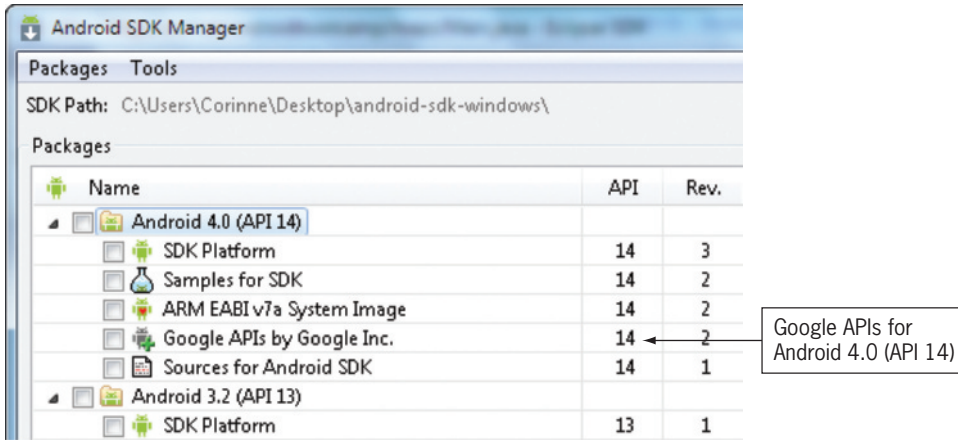 Android SDK Manager
Packages Tools
SDK Path: C:\Users\Corinne\Desktop\android-sdk-windows\
Packages
Name API Rev.
Android 4.0 (API 14)
SDK Platform 14 3
Samples for SDK 14 2
ARM EABI v7a System Image 14 2
Google APIs by Google Inc. 14 2
Google APIs for
Android 4.0 (API 14)
Sources for Android SDK 14 1
Android 3.2 (API 13)
SDK Platform 13 1